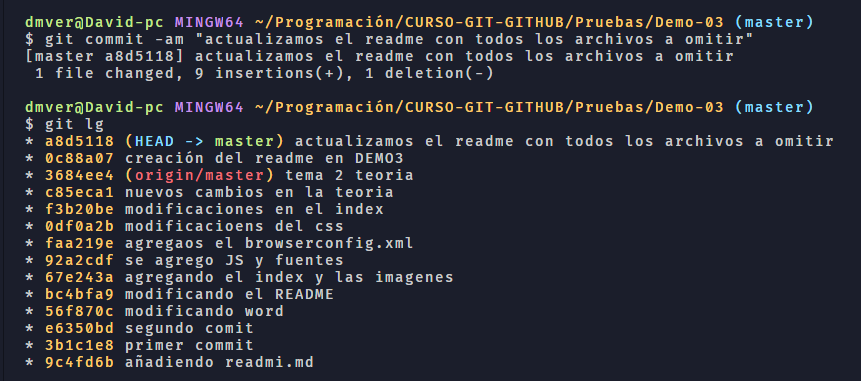 dmver@David-pc MINGW64 ~/Programación/CURSO-GIT-GITHUB/Pruebas/Demo-03 (master)
$ git commit -am "actualizamos el readme con todos los archivos a omitir"
[master a8d5118] actualizamos el readme con todos los archivos a omitir
 1 file changed, 9 insertions(+), 1 deletion(-)
dmver@David-pc MINGW64 ~/Programación/CURSO-GIT-GITHUB/Pruebas/Demo-03 (master)
$ git lg
* a8d5118 (HEAD -> master) actualizamos el readme con todos los archivos a omitir
* 0c88a07 creación del readme en DEMO3
* 3684ee4 (origin/master) tema 2 teoria
* c85eca1 nuevos cambios en la teoria
* f3b20be modificaciones en el index
* 0df0a2b modificacioens del css
* faa219e agregaos el browserconfig.xml
* 92a2cdf se agrego JS y fuentes
* 67e243a agregando el index y las imagenes
* bc4bfa9 modificando el README
* 56f870c modificando word
* e6350bd segundo comit
* 3b1c1e8 primer commit
* 9c4fd6b añadiendo readmi.md